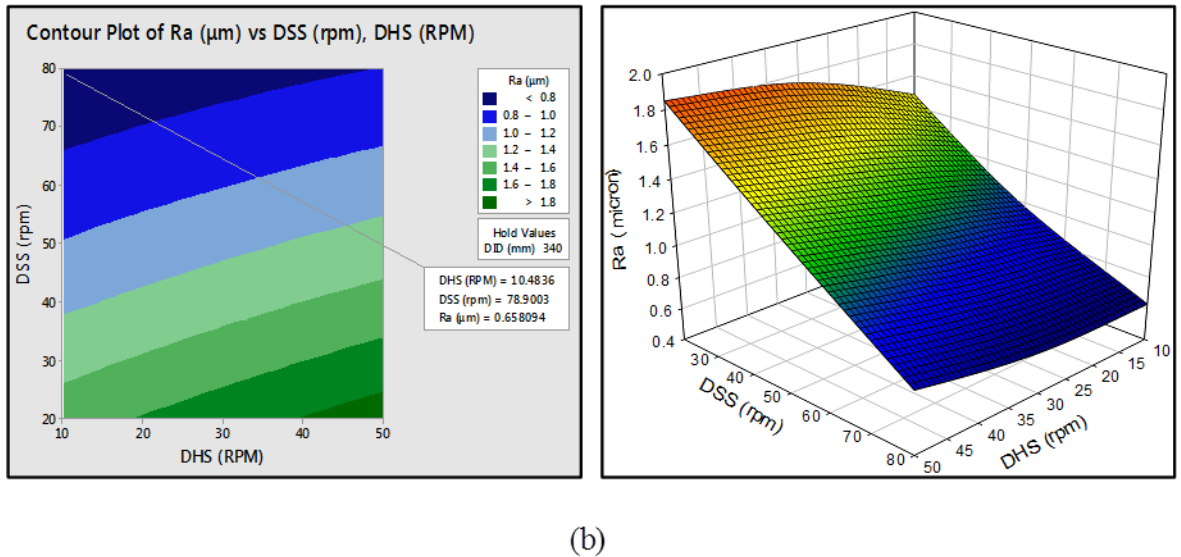 Contour Plot of Ra (µm) vs DSS (rpm), DHS (RPM)
80
70
60
50
40
30
20
DSS (rpm)
10 20 30 40 50
DHS (RPM)
Ra (µm)
< 0.8
0.8 – 1.0
1.0 – 1.2
1.2 – 1.4
1.4 – 1.6
1.6 – 1.8
> 1.8
Hold Values
DID (mm) 340
DHS (RPM) = 10.4836
DSS (rpm) = 78.9003
Ra (µm) = 0.658094
2.0
1.8
1.6
1.4
1.2
1.0
0.8
0.6
0.4
Ra ( micron)
30
40
50
60
70
80
DSS (rpm)
50
45
40
35
30
25
20
15
10
DHS (rpm)
(b)